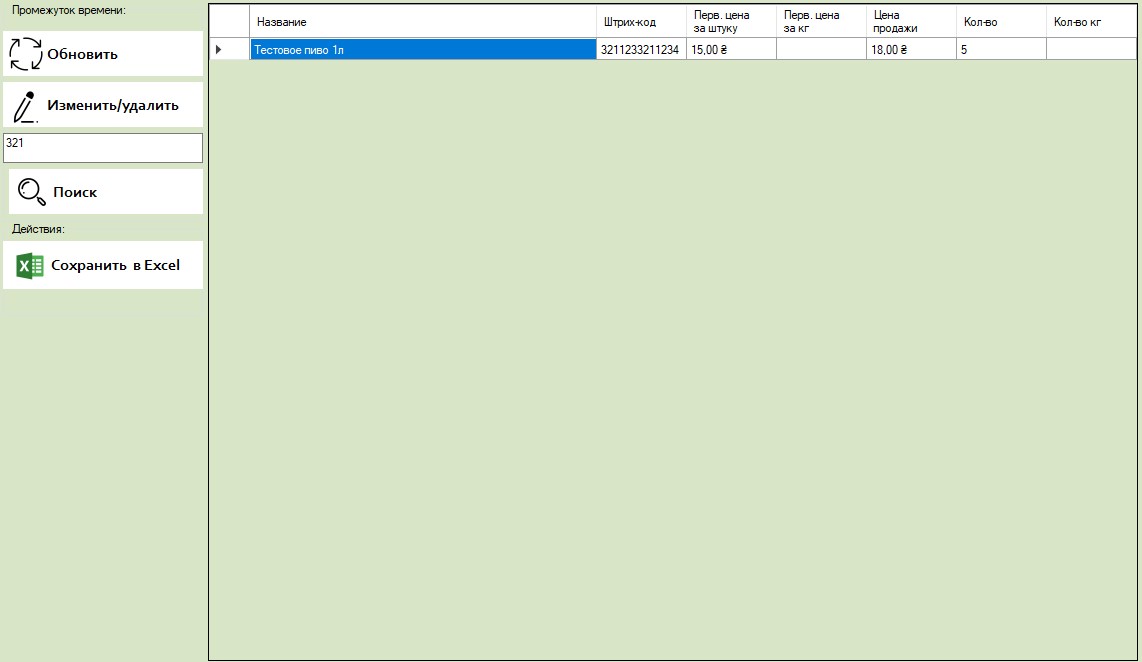 Промежуток времени:
Обновить
Изменить/удалить
321
Поиск
Действия:
Сохранить в Excel
Название Штрих-код Перв. цена за штуку Перв. цена за кг Цена продажи Кол-во Кол-во кг
Тестовое пиво 1л 3211233211234 15,00 ₴ 18,00 ₴ 5